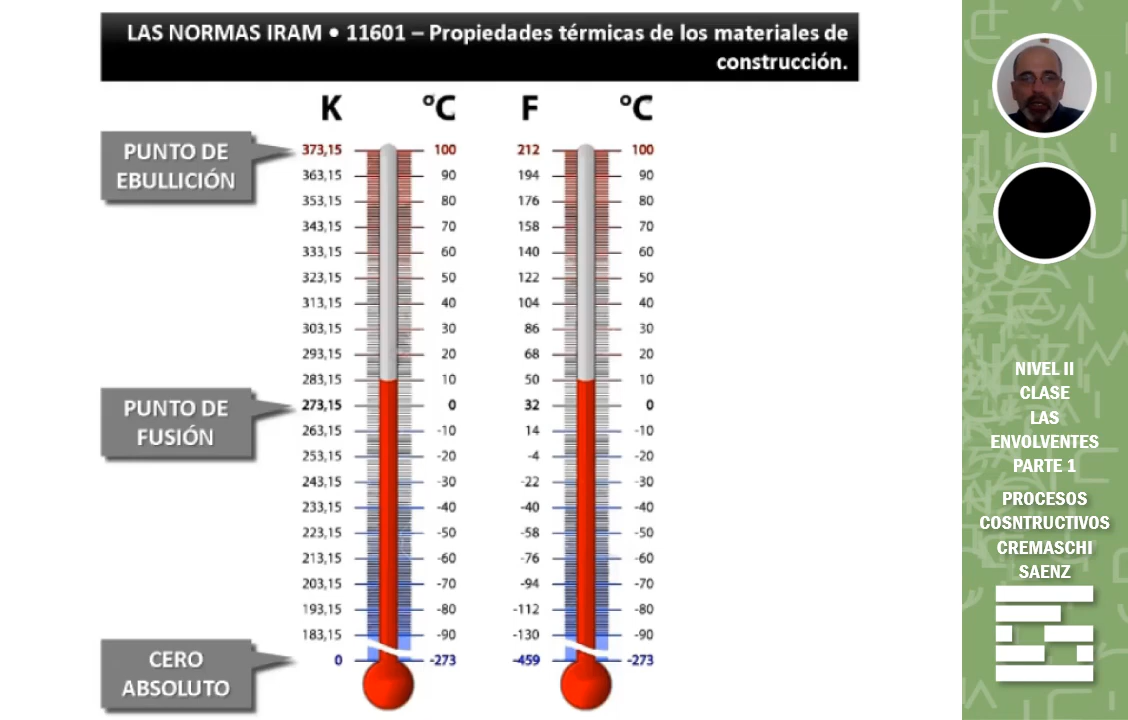 LAS NORMAS IRAM • 11601 – Propiedades térmicas de los materiales de
construcción.
K ºC F ºC
PUNTO DE
EBULLICIÓN
373,15 100 212 100
363,15 90 194 90
353,15 80 176 80
343,15 70 158 70
333,15 60 140 60
323,15 50 122 50
313,15 40 104 40
303,15 30 86 30
293,15 20 68 20
283,15 10 50 10
PUNTO DE
FUSIÓN
273,15 0 32 0
263,15 -10 14 -10
253,15 -20 -4 -20
243,15 -30 -22 -30
233,15 -40 -40 -40
223,15 -50 -58 -50
213,15 -60 -76 -60
203,15 -70 -94 -70
193,15 -80 -112 -80
183,15 -90 -130 -90
CERO
ABSOLUTO
0 -273 -459 -273
NIVEL II
CLASE
LAS
ENVOLVENTES
PARTE 1
PROCESOS
COSNTRUCTIVOS
CREMASCHI
SAENZ